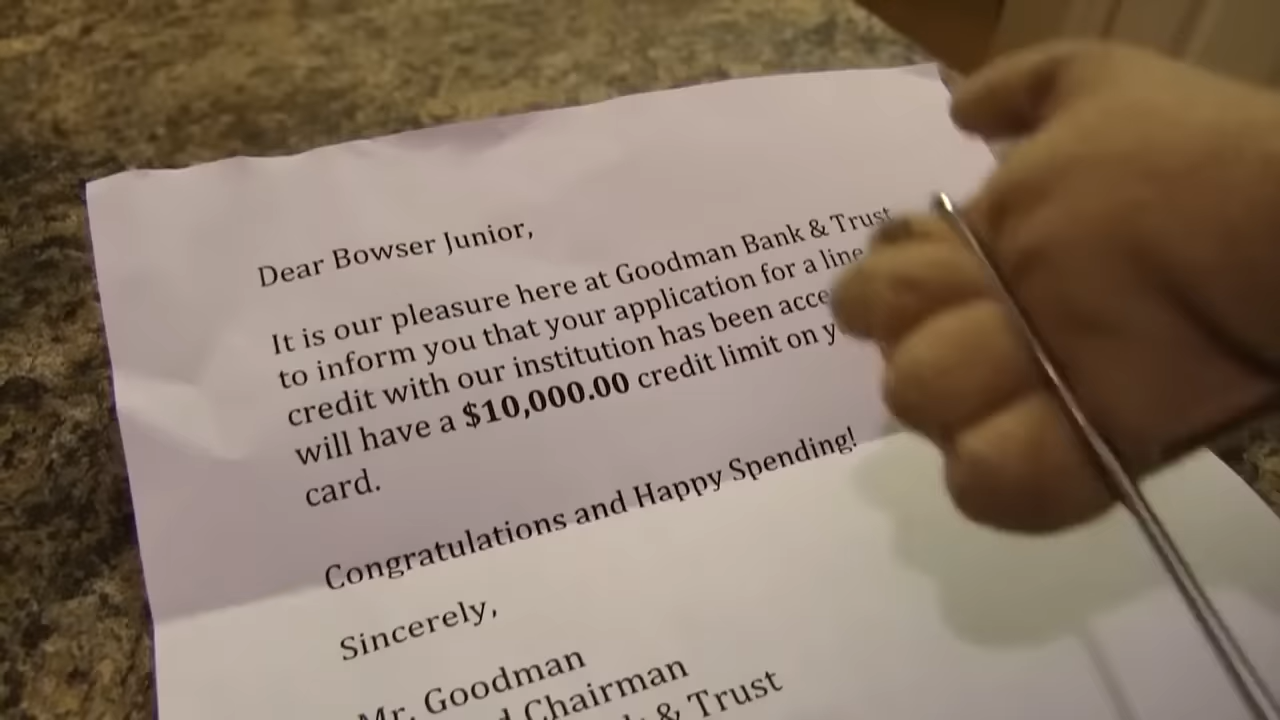 Dear Bowser Junior,
It is our pleasure here at Goodman Bank & Trust
to inform you that your application for a line
credit with our institution has been
will have a $10,000.00 credit limit on
card.
Congratulations and Happy Spending!
Sincerely,
Mr. Goodman
Chairman
& Trust